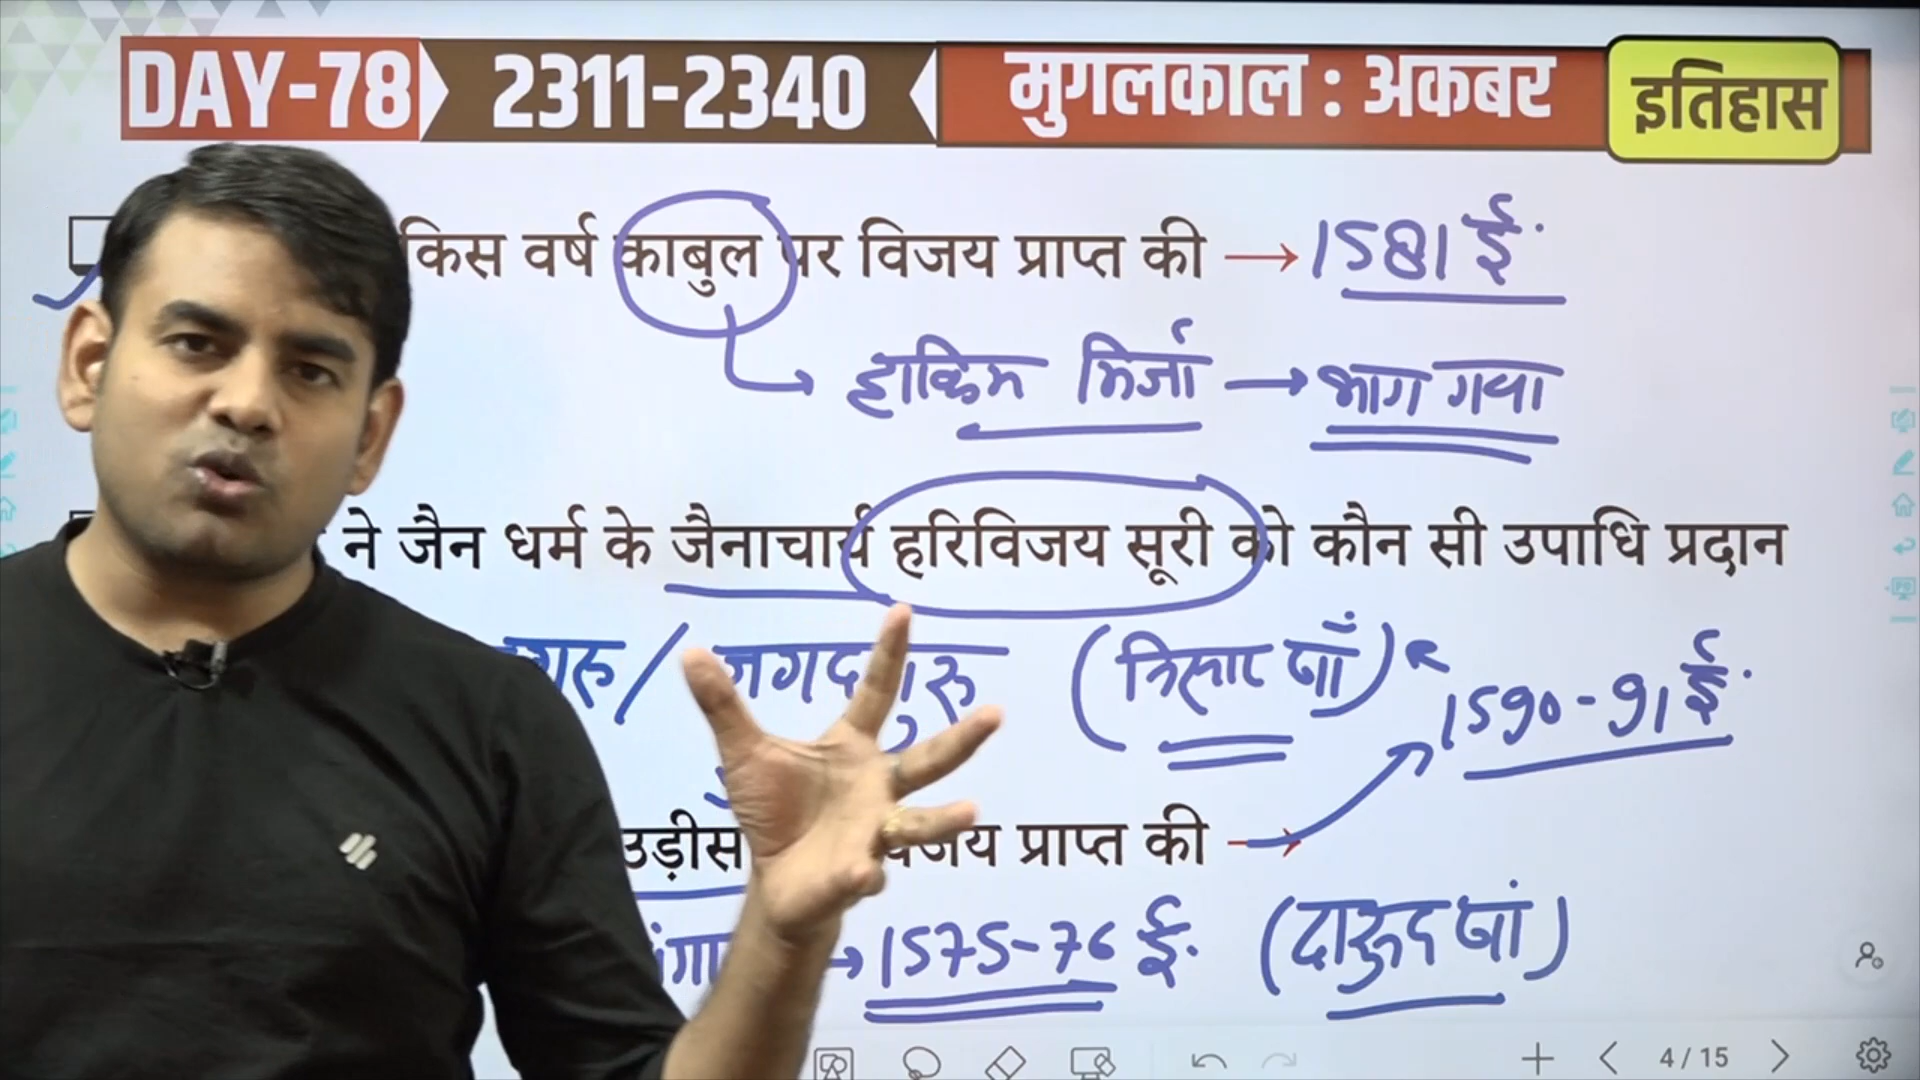 DAY-78 2311-2340 मुगलकाल : अकबर इतिहास
किस वर्ष काबुल पर विजय प्राप्त की → 1581 ई.
हाकिम मिर्जा → भाग गया
ने जैन धर्म के जैनाचार्य हरिविजय सूरी को कौन सी उपाधि प्रदान
/ जगदगुरु (निसार खाँ)
1590-91 ई.
विजय प्राप्त की →
→ 1575-76 ई. (दाऊद खां)
4 / 15